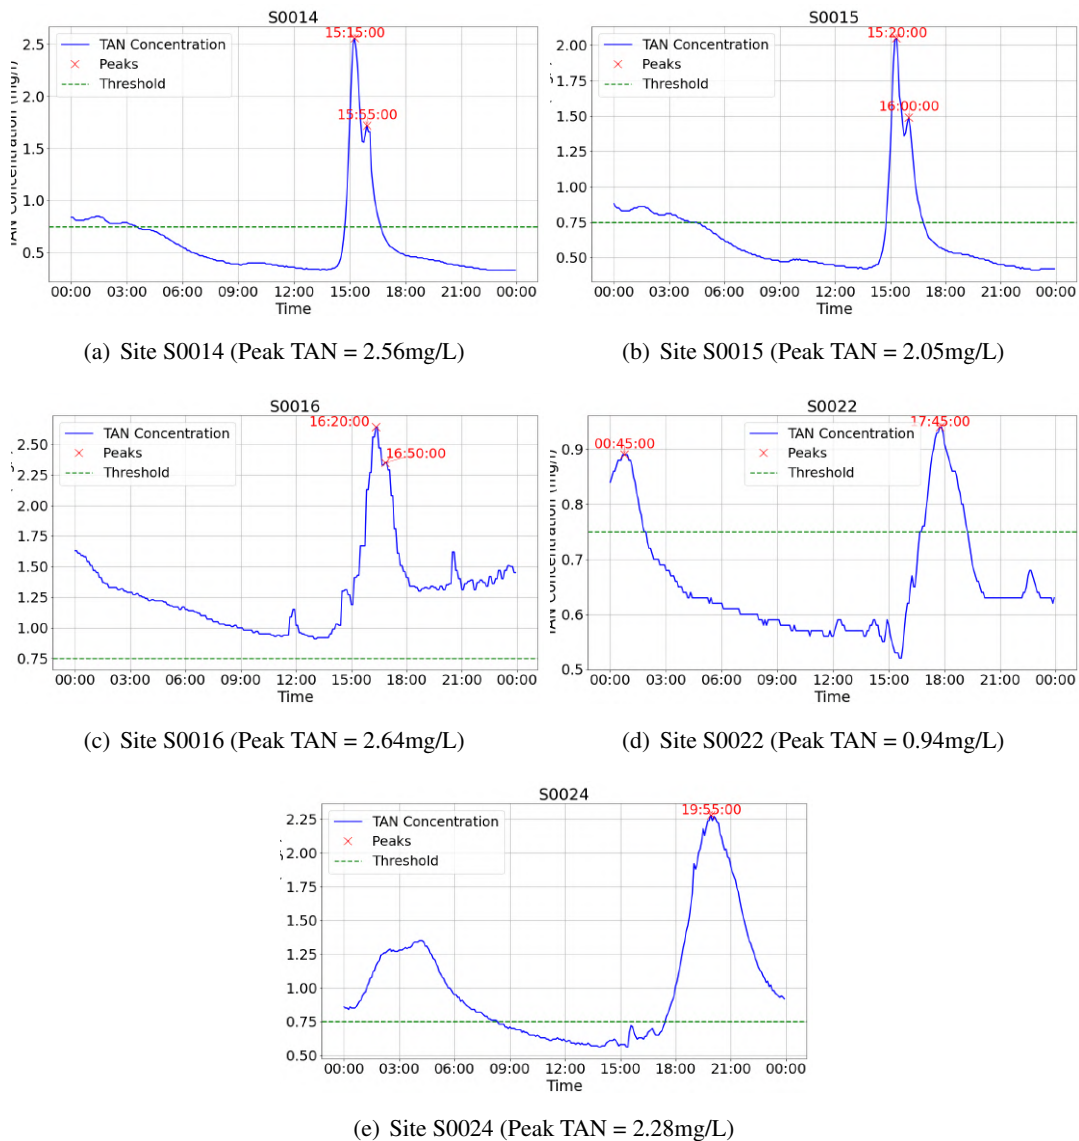 S0014
TAN Concentration
Peaks
Threshold
15:15:00
15:55:00
2.5
2.0
1.5
1.0
0.5
00:00 03:00 06:00 09:00 12:00 15:00 18:00 21:00 00:00
Time
(a) Site S0014 (Peak TAN = 2.56mg/L)
S0015
TAN Concentration
Peaks
Threshold
15:20:00
16:00:00
2.00
1.75
1.50
1.25
1.00
0.75
0.50
00:00 03:00 06:00 09:00 12:00 15:00 18:00 21:00 00:00
Time
(b) Site S0015 (Peak TAN = 2.05mg/L)
S0016
TAN Concentration
Peaks
Threshold
16:20:00
16:50:00
2.50
2.25
2.00
1.75
1.50
1.25
1.00
0.75
00:00 03:00 06:00 09:00 12:00 15:00 18:00 21:00 00:00
Time
(c) Site S0016 (Peak TAN = 2.64mg/L)
S0022
TAN Concentration
Peaks
Threshold
00:45:00
17:45:00
0.9
0.8
0.7
0.6
0.5
TAN Concentration (mg/l)
00:00 03:00 06:00 09:00 12:00 15:00 18:00 21:00 00:00
Time
(d) Site S0022 (Peak TAN = 0.94mg/L)
S0024
TAN Concentration
Peaks
Threshold
19:55:00
2.25
2.00
1.75
1.50
1.25
1.00
0.75
0.50
00:00 03:00 06:00 09:00 12:00 15:00 18:00 21:00 00:00
Time
(e) Site S0024 (Peak TAN = 2.28mg/L)